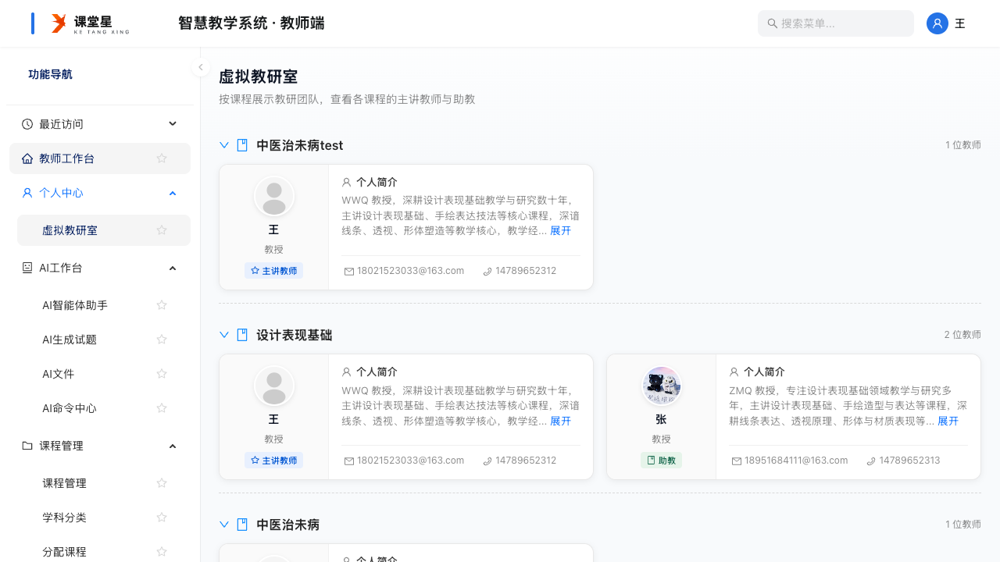 课堂星
KE TANG XING
智慧教学系统 · 教师端
搜索菜单...
王
功能导航
最近访问
教师工作台
个人中心
虚拟教研室
AI工作台
AI智能体助手
AI生成试题
AI文件
AI命令中心
课程管理
课程管理
学科分类
分配课程
虚拟教研室
按课程展示教研团队，查看各课程的主讲教师与助教
中医治未病test
1 位教师
王
教授
主讲教师
个人简介
WWQ 教授，深耕设计表现基础教学与研究数十年，
主讲设计表现基础、手绘表达技法等核心课程，深谙
线条、透视、形体塑造等教学核心，教学经... 展开
18021523033@163.com
14789652312
设计表现基础
2 位教师
王
教授
主讲教师
个人简介
WWQ 教授，深耕设计表现基础教学与研究数十年，
主讲设计表现基础、手绘表达技法等核心课程，深谙
线条、透视、形体塑造等教学核心，教学经... 展开
18021523033@163.com
14789652312
张
教授
助教
个人简介
ZMQ 教授，专注设计表现基础领域教学与研究多
年，主讲设计表现基础、手绘造型与表达等课程，深
耕线条表达、透视原理、形体与材质表现等... 展开
18951684111@163.com
14789652313
中医治未病
1 位教师
个人简介